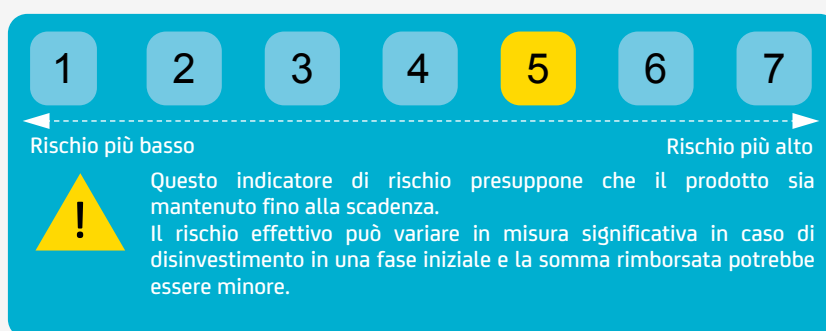 1 2 3 4 5 6 7
Rischio più basso Rischio più alto
!
Questo indicatore di rischio presuppone che il prodotto sia
mantenuto fino alla scadenza.
Il rischio effettivo può variare in misura significativa in caso di
disinvestimento in una fase iniziale e la somma rimborsata potrebbe
essere minore.